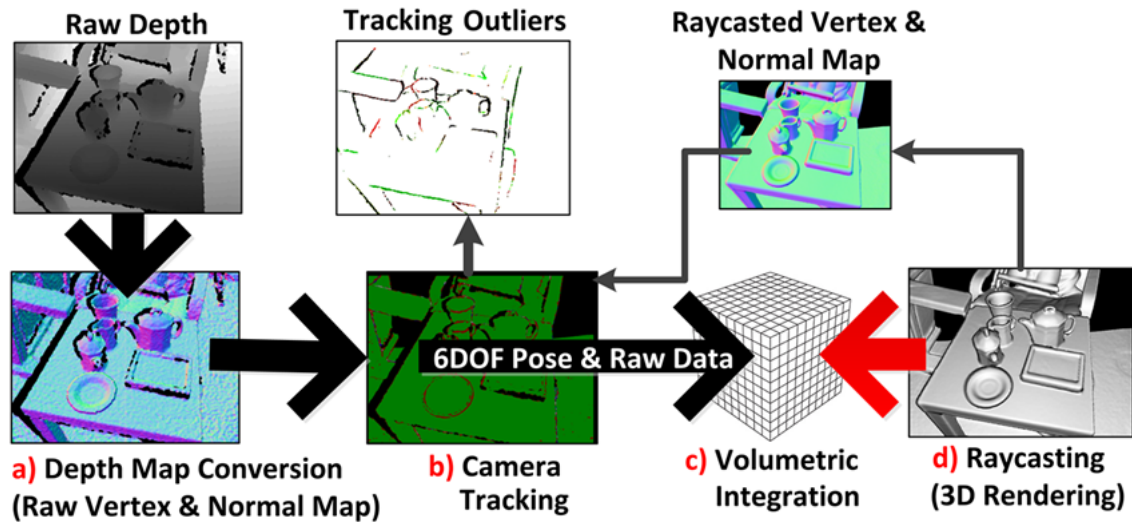 Raw Depth
Tracking Outliers
Raycasted Vertex &
Normal Map
6DOF Pose & Raw Data
a) Depth Map Conversion
(Raw Vertex & Normal Map)
b) Camera
Tracking
c) Volumetric
Integration
d) Raycasting
(3D Rendering)